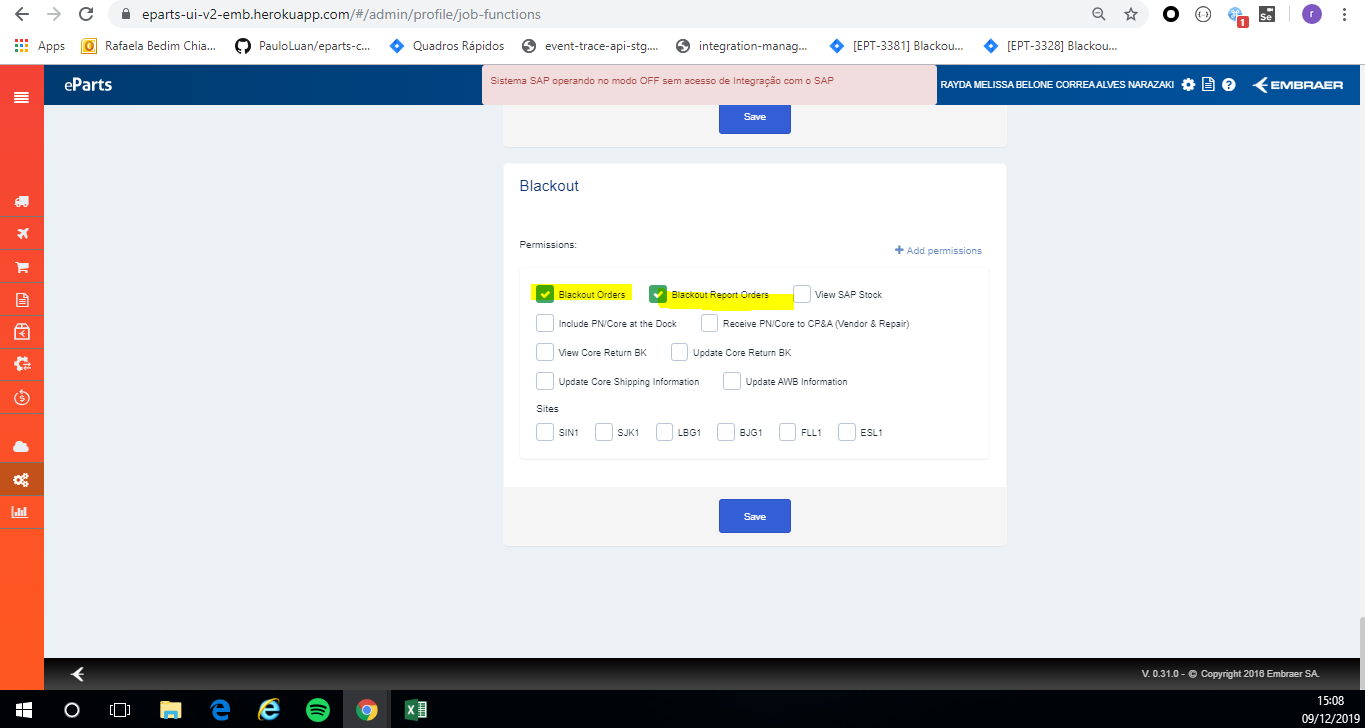 eparts-ui-v2-emb.herokuapp.com/#/admin/profile/job-functions
1
Se
r
Apps
Rafaela Bedim Chia...
PauloLuan/eparts-c...
Quadros Rápidos
event-trace-api-stg....
integration-manag...
[EPT-3381] Blackou...
[EPT-3328] Blackou...
eParts
Sistema SAP operando no modo OFF sem acesso de Integração com o SAP
RAYDA MELISSA BELONE CORREA ALVES NARAZAKI
EMBRAER
Save
Blackout
Permissions:
+ Add permissions
Blackout Orders
Blackout Report Orders
View SAP Stock
Include PN/Core at the Dock
Receive PN/Core to CP&A (Vendor & Repair)
View Core Return BK
Update Core Return BK
Update Core Shipping Information
Update AWB Information
Sites
SIN1
SJK1
LBG1
BJG1
FLL1
ESL1
Save
V. 0.31.0 - © Copyright 2016 Embraer SA.
15:08
09/12/2019